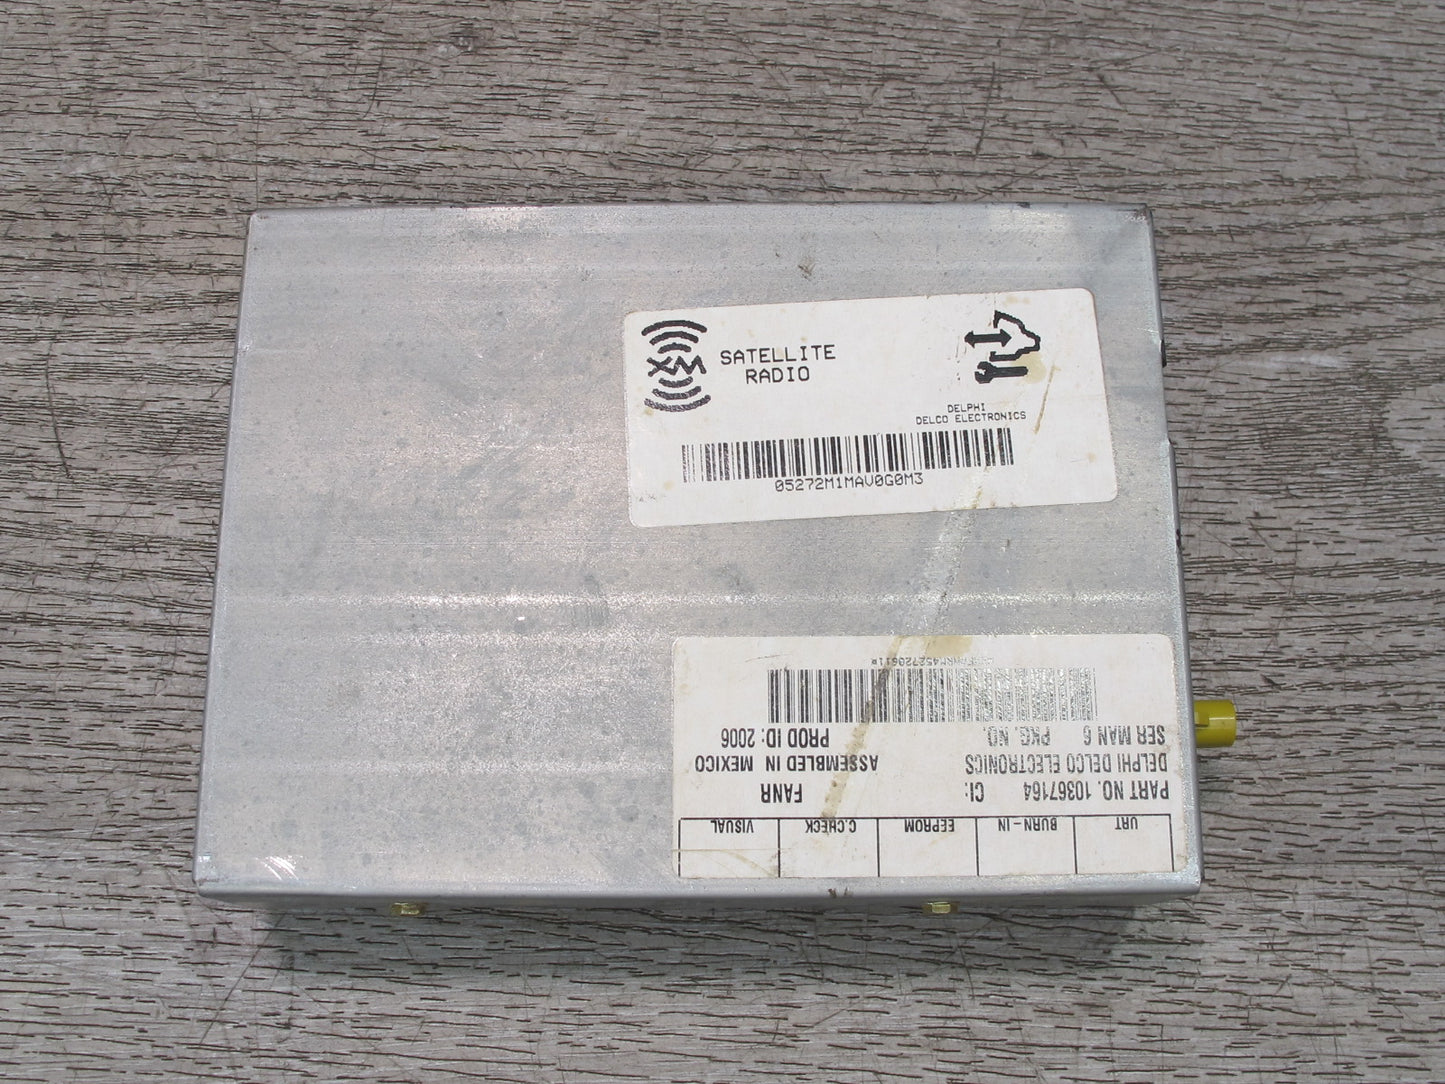 XM
SATELLITE
RADIO
DELPHI
DELCO ELECTRONICS
05272M1MAV0G0M3
URT BURN-IN EEPROM C.CHECK VISUAL
PART NO. 10367164 CI: FANR
DELPHI DELCO ELECTRONICS ASSEMBLED IN MEXICO
SER MAN 6 PKG. NO. PROD ID: 2006